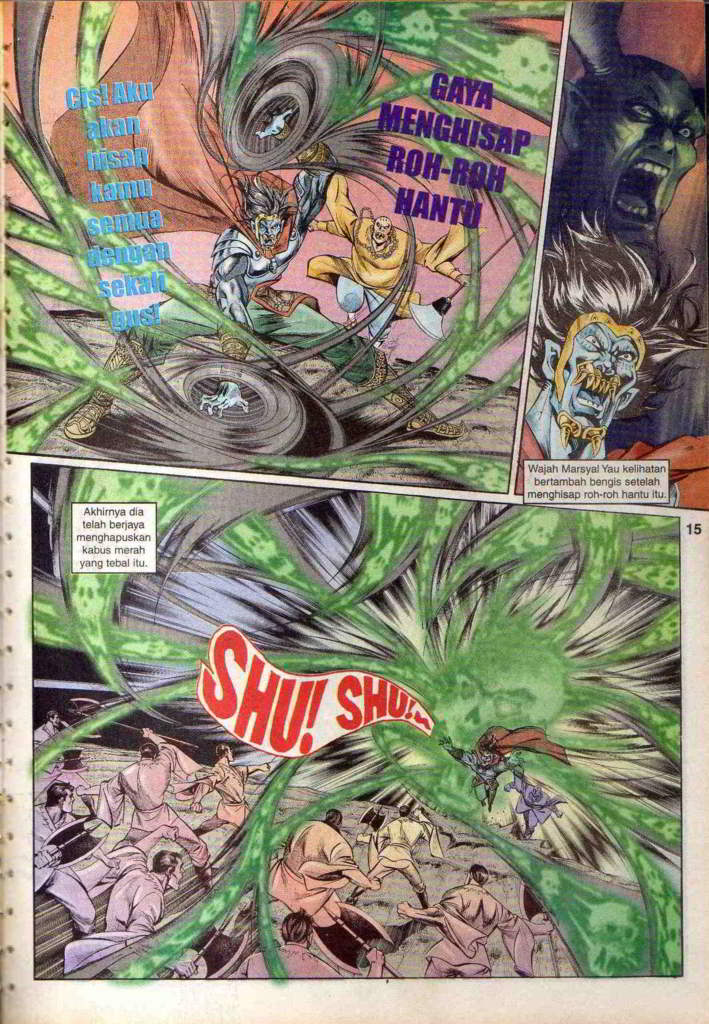 Cis! Aku
akan
hisap
kamu
semua
dengan
sekali
gus!
GAYA
MENGHISAP
ROH-ROH
HANTU
Wajah Marsyal Yau kelihatan
bertambah bengis setelah
menghisap roh-roh hantu itu.
15
Akhirnya dia
telah berjaya
menghapuskan
kabus merah
yang tebal itu.
SHU! SHU!